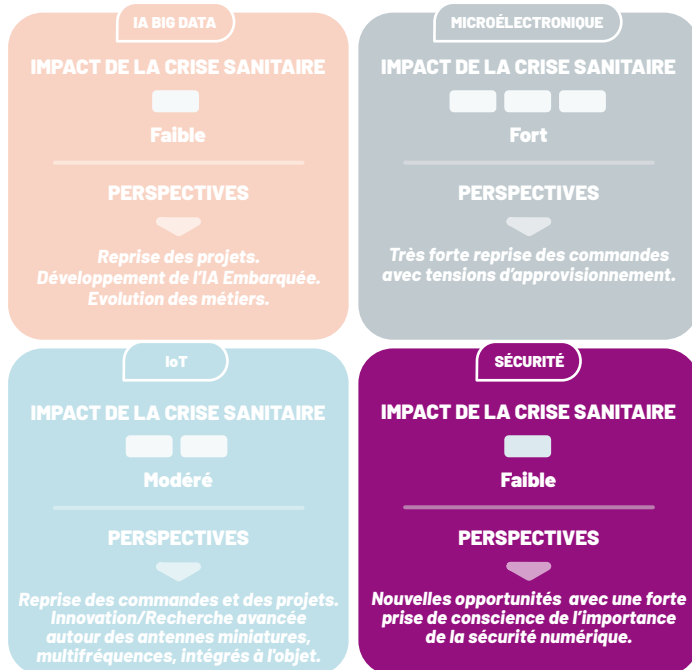 IA BIG DATA
IMPACT DE LA CRISE SANITAIRE
Faible
PERSPECTIVES
Reprise des projets.
Développement de l'IA Embarquée.
Evolution des métiers.
MICROÉLECTRONIQUE
IMPACT DE LA CRISE SANITAIRE
Fort
PERSPECTIVES
Très forte reprise des commandes
avec tensions d'approvisionnement.
IoT
IMPACT DE LA CRISE SANITAIRE
Modéré
PERSPECTIVES
Reprise des commandes et des projets.
Innovation/Recherche avancée
autour des antennes miniatures,
multifréquences, intégrés à l'objet.
SÉCURITÉ
IMPACT DE LA CRISE SANITAIRE
Faible
PERSPECTIVES
Nouvelles opportunités avec une forte
prise de conscience de l'importance
de la sécurité numérique.